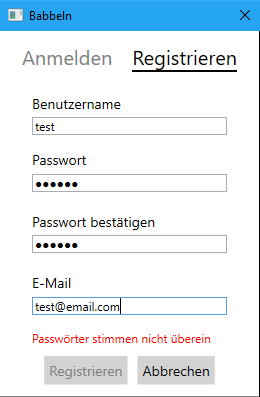 Babbeln
Anmelden Registrieren
Benutzername
test
Passwort
●●●●●●
Passwort bestätigen
●●●●●●
E-Mail
test@email.com
Passwörter stimmen nicht überein
Registrieren Abbrechen